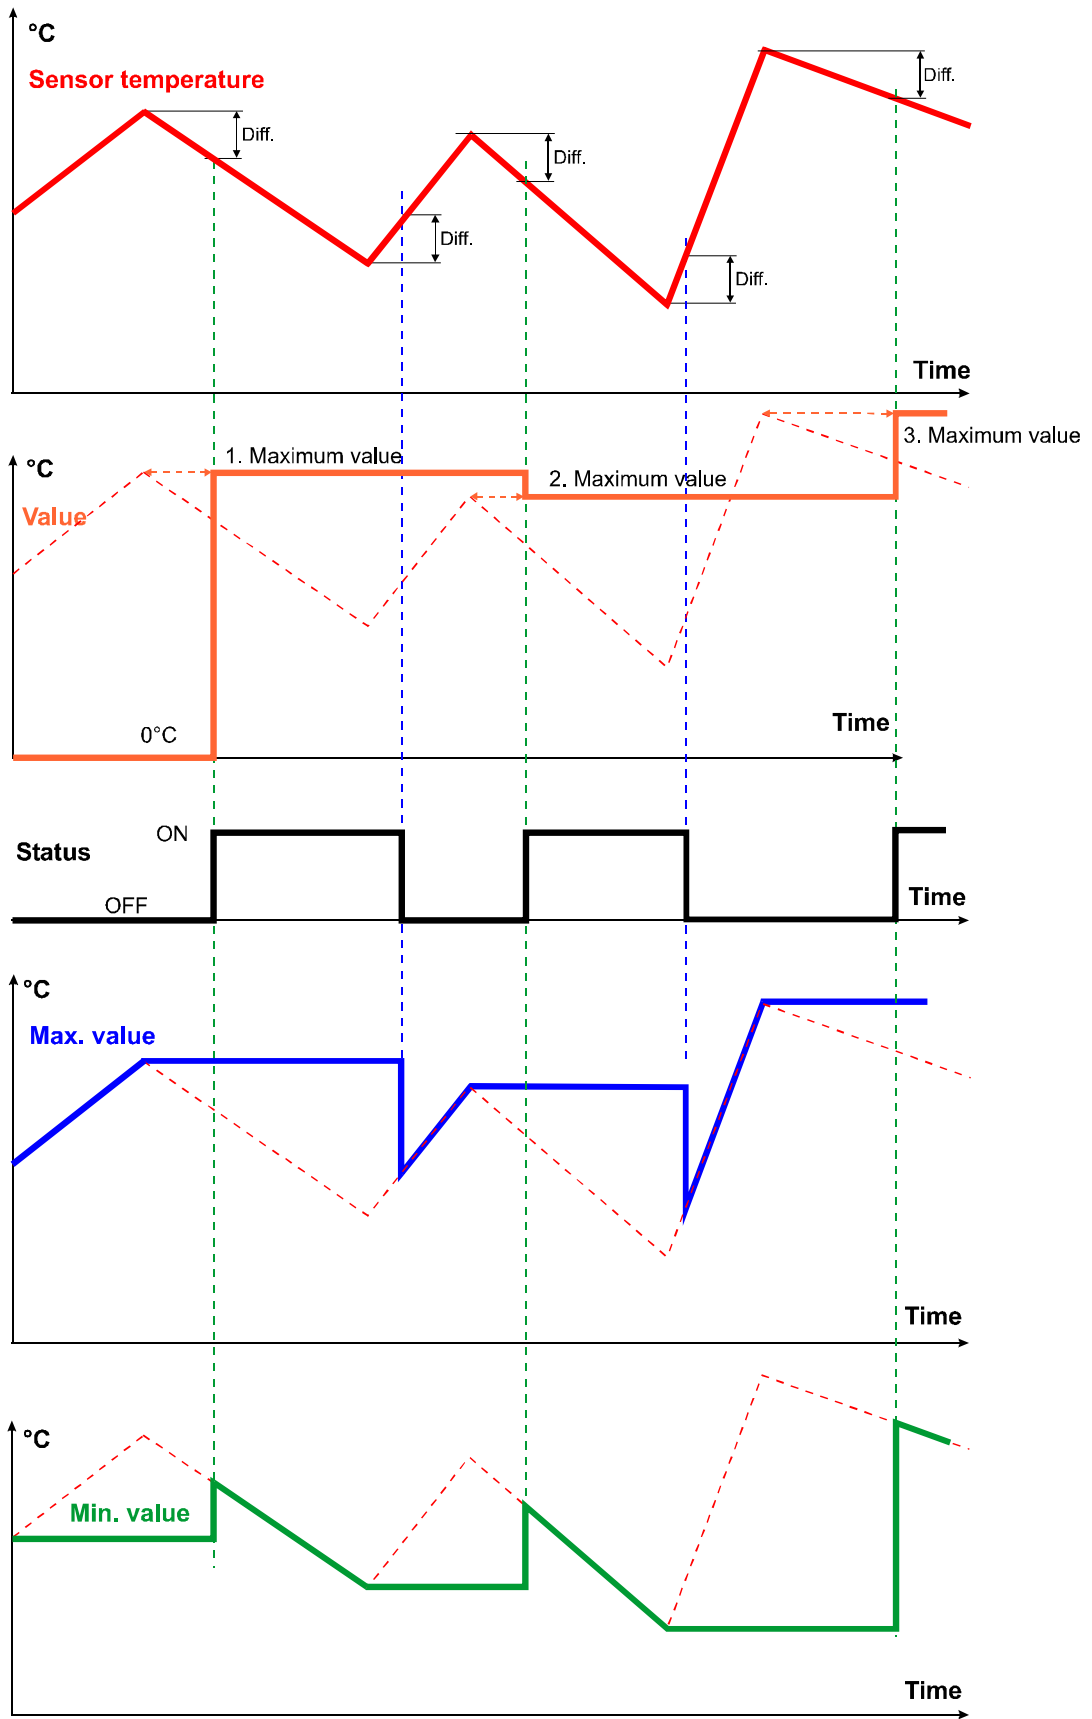 °C
Sensor temperature
Diff.
Diff.
Diff.
Diff.
Diff.
Time
°C
1. Maximum value
2. Maximum value
3. Maximum value
Value
0°C
Time
ON
Status
OFF
Time
°C
Max. value
Time
°C
Min. value
Time